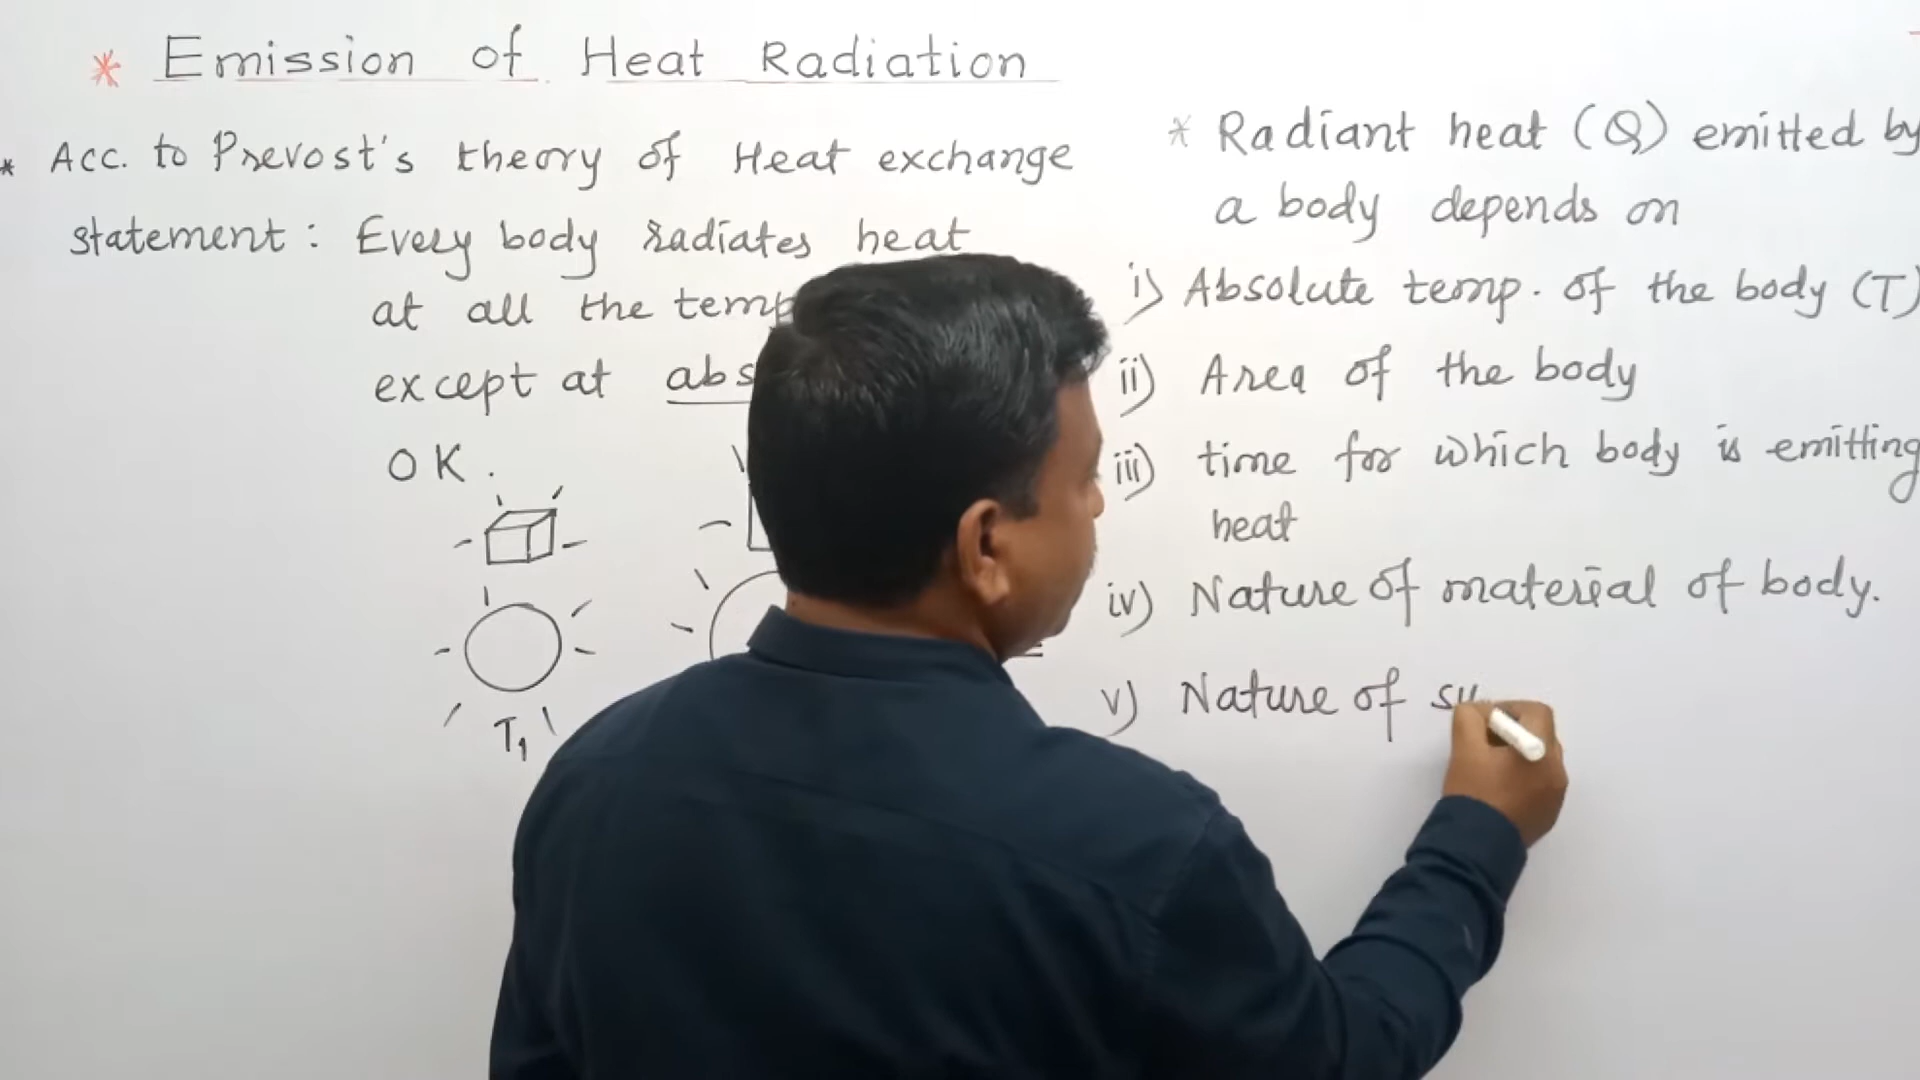 * Emission of Heat Radiation
* Acc. to Prevost's theory of Heat exchange
statement : Every body radiates heat
at all the temp
except at abs
OK.
T1
* Radiant heat (Q) emitted by
a body depends on
i) Absolute temp. of the body (T)
ii) Area of the body
iii) time for which body is emitting
heat
iv) Nature of material of body.
v) Nature of su